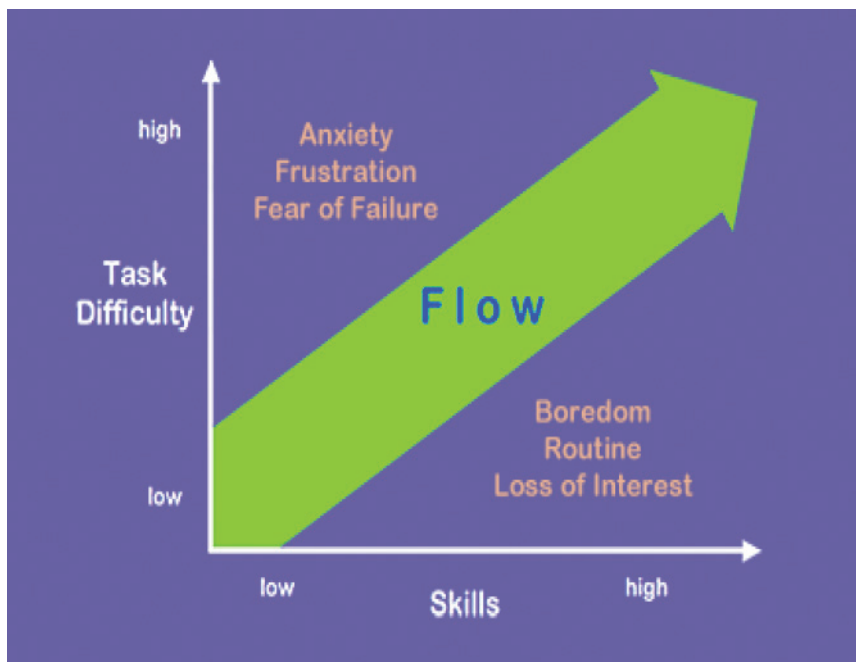 high
Anxiety
Frustration
Fear of Failure
Task
Difficulty
Flow
Boredom
Routine
Loss of Interest
low
low
Skills
high